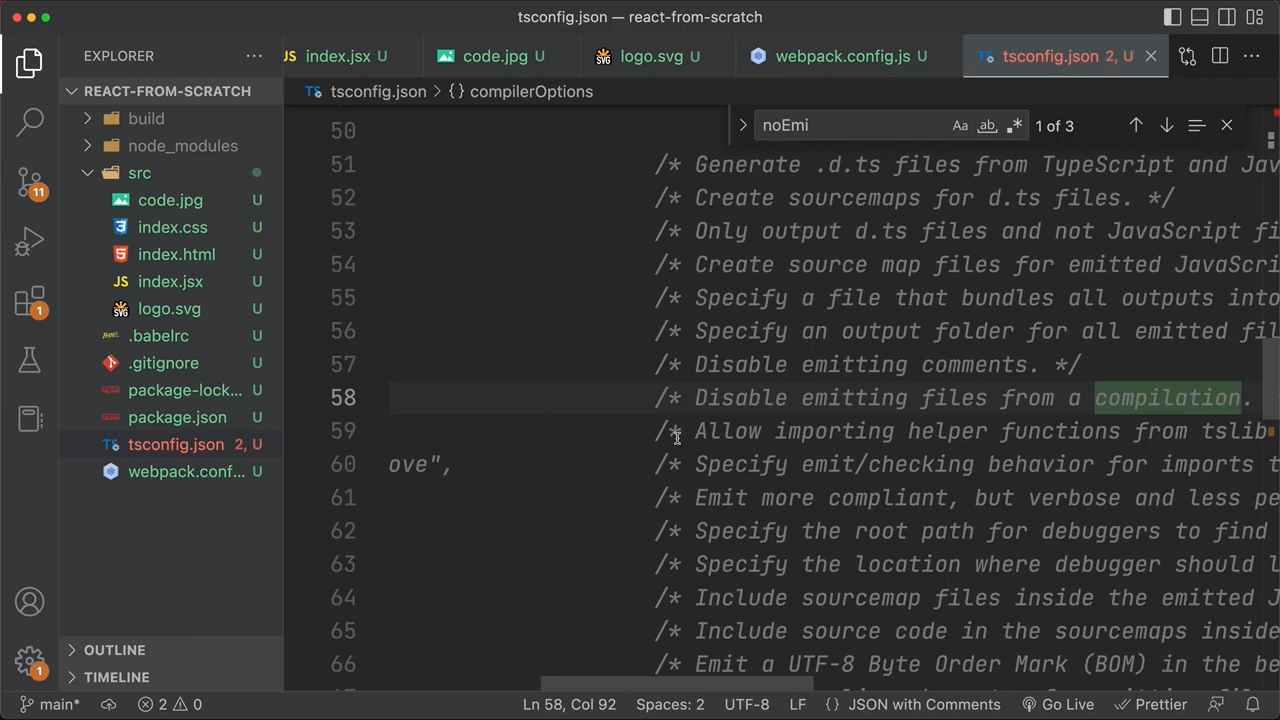 tsconfig.json — react-from-scratch
EXPLORER
index.jsx U
code.jpg U
logo.svg U
webpack.config.js U
tsconfig.json 2, U
REACT-FROM-SCRATCH
tsconfig.json > {} compilerOptions
build
node_modules
src
code.jpg U
index.css U
index.html U
index.jsx U
logo.svg U
.babelrc U
.gitignore U
package-lock... U
package.json U
tsconfig.json 2, U
webpack.conf... U
OUTLINE
TIMELINE
11
1
1
noEmi Aa ab .* 1 of 3
50
51 /* Generate .d.ts files from TypeScript and Jav
52 /* Create sourcemaps for d.ts files. */
53 /* Only output d.ts files and not JavaScript fi
54 /* Create source map files for emitted JavaScri
55 /* Specify a file that bundles all outputs into
56 /* Specify an output folder for all emitted fil
57 /* Disable emitting comments. */
58 /* Disable emitting files from a compilation.
59 /* Allow importing helper functions from tslib
60 ove", /* Specify emit/checking behavior for imports t
61 /* Emit more compliant, but verbose and less pe
62 /* Specify the root path for debuggers to find
63 /* Specify the location where debugger should l
64 /* Include sourcemap files inside the emitted J
65 /* Include source code in the sourcemaps inside
66 /* Emit a UTF-8 Byte Order Mark (BOM) in the be
main* 2 0 Ln 58, Col 92 Spaces: 2 UTF-8 LF {} JSON with Comments Go Live Prettier